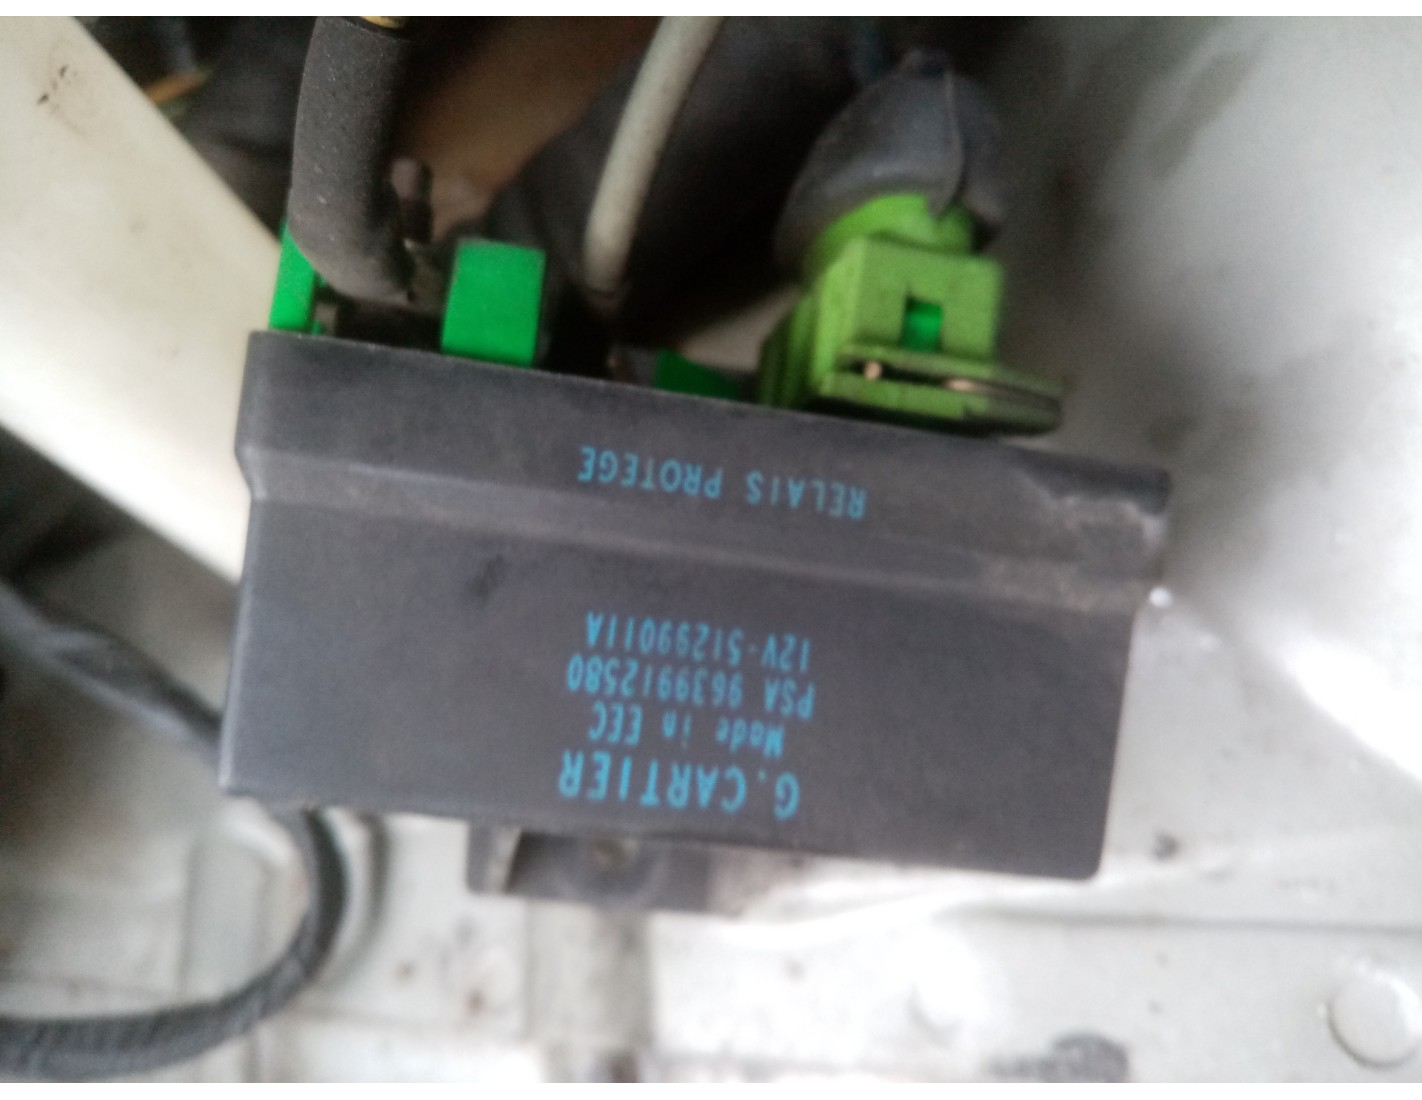 G.CARTIER
Made in EEC
PSA 9639912580
12V-51299011A
RELAIS PROTEGE